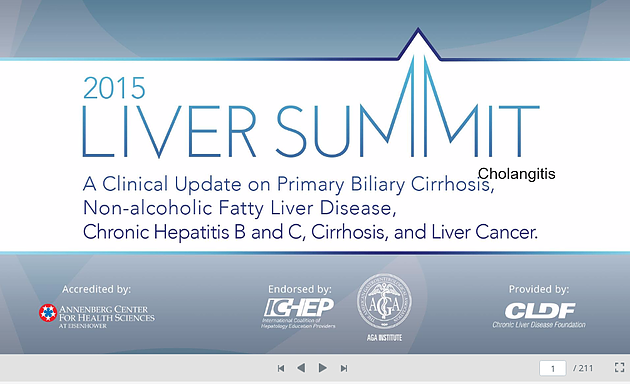 2015
LIVER SUMMIT
Cholangitis
A Clinical Update on Primary Biliary Cirrhosis,
Non-alcoholic Fatty Liver Disease,
Chronic Hepatitis B and C, Cirrhosis, and Liver Cancer.
Accredited by:
ANNENBERG CENTER
FOR HEALTH SCIENCES
AT EISENHOWER
Endorsed by:
ICHEP
International Coalition of
Hepatology Education Providers
AGA
AGA INSTITUTE
Provided by:
CLDF
Chronic Liver Disease Foundation
1 / 211